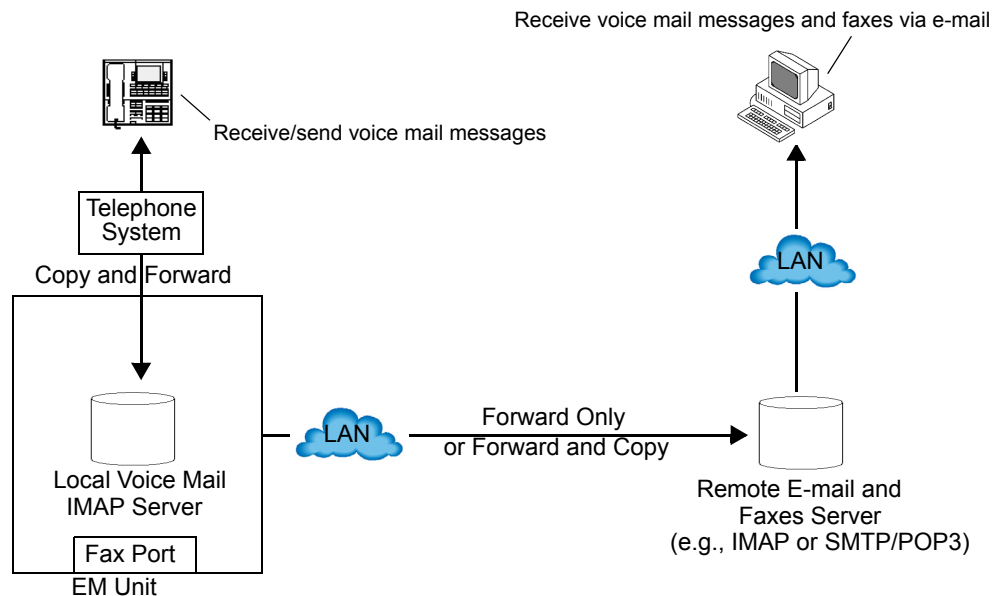 Receive voice mail messages and faxes via e-mail
Receive/send voice mail messages
Telephone
System
Copy and Forward
LAN
LAN
Forward Only
or Forward and Copy
Local Voice Mail
IMAP Server
Remote E-mail and
Faxes Server
(e.g., IMAP or SMTP/POP3)
Fax Port
EM Unit